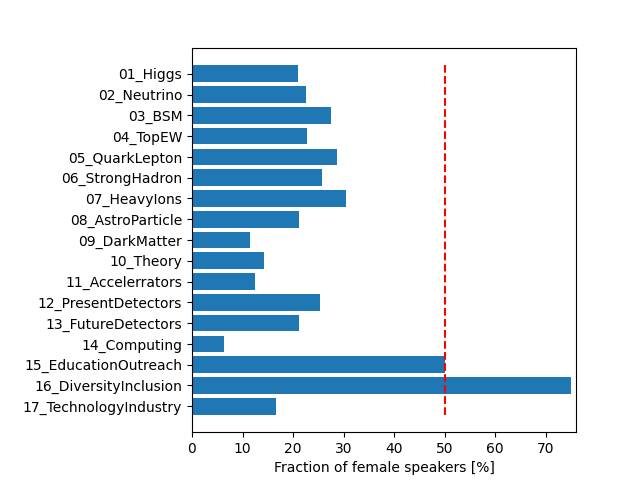 01_Higgs
02_Neutrino
03_BSM
04_TopEW
05_QuarkLepton
06_StrongHadron
07_HeavyIons
08_AstroParticle
09_DarkMatter
10_Theory
11_Accelerrators
12_PresentDetectors
13_FutureDetectors
14_Computing
15_EducationOutreach
16_DiversityInclusion
17_TechnologyIndustry
0 10 20 30 40 50 60 70
Fraction of female speakers [%]